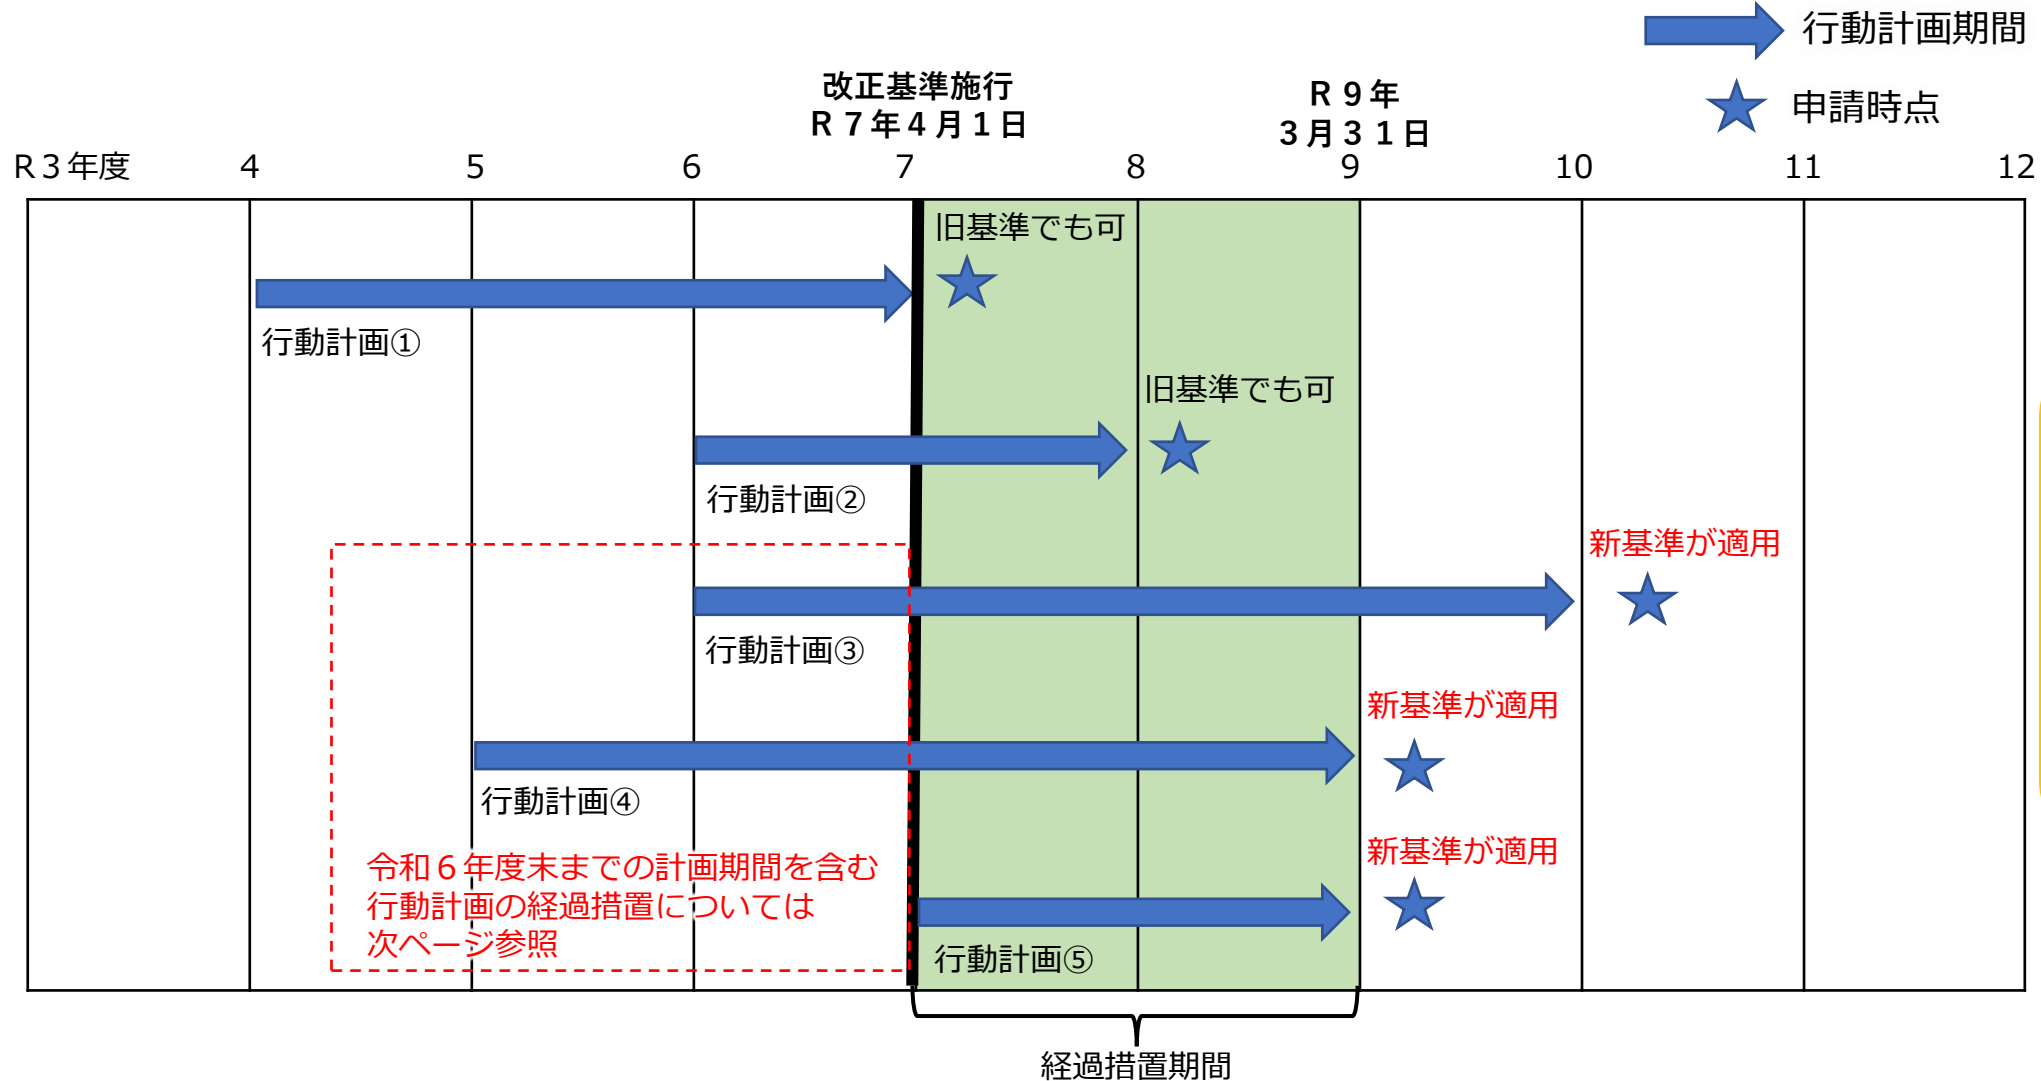 行動計画期間
申請時点
改正基準施行
R７年４月１日
R９年
３月３１日
R３年度 4 5 6 7 8 9 10 11 12
旧基準でも可
行動計画①
旧基準でも可
行動計画②
新基準が適用
行動計画③
新基準が適用
行動計画④
新基準が適用
令和６年度末までの計画期間を含む
行動計画の経過措置については
次ページ参照
行動計画⑤
経過措置期間